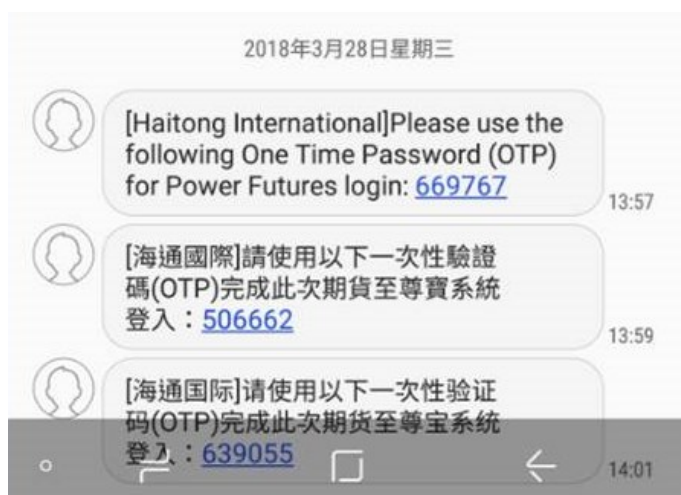 2018年3月28日星期三
[Haitong International]Please use the
following One Time Password (OTP)
for Power Futures login: 669767
13:57
[海通國際]請使用以下一次性驗證
碼(OTP)完成此次期貨至尊寶系統
登入：506662
13:59
[海通国际]请使用以下一次性验证
码(OTP)完成此次期货至尊宝系统
登入：639055
14:01